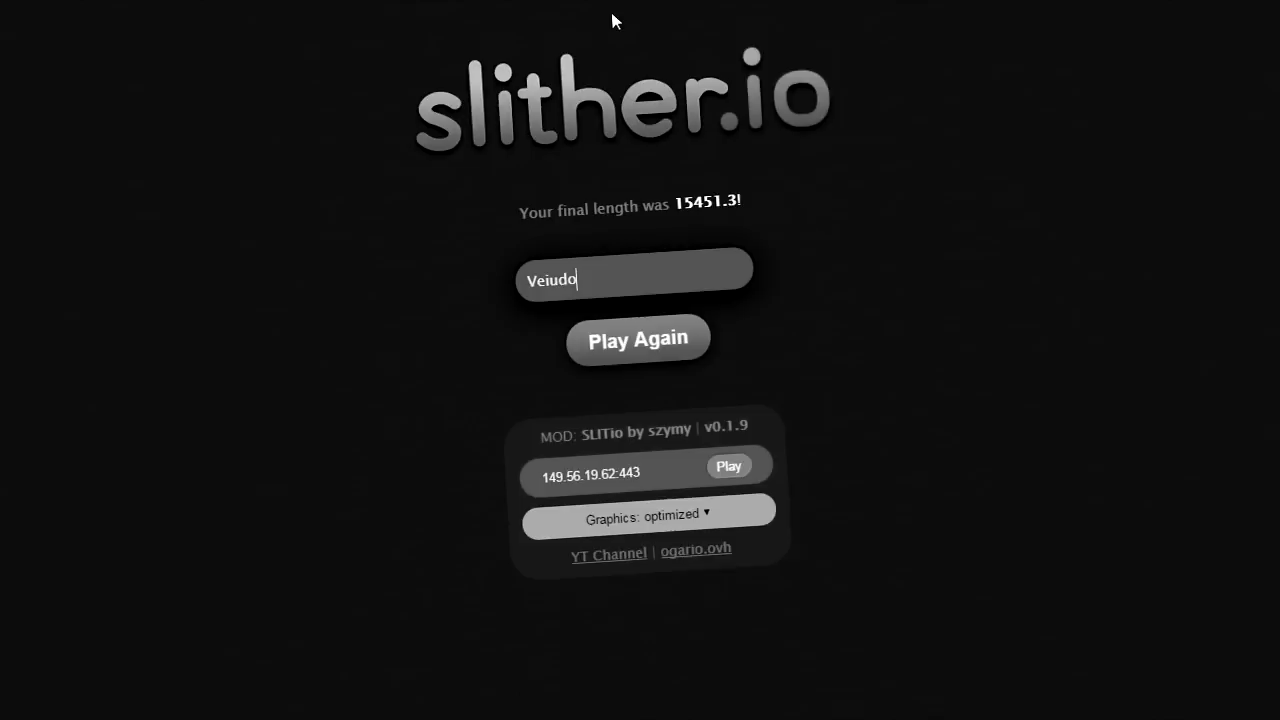 slither.io
Your final length was 15451.3!
Veiudo
Play Again
MOD: SLITio by szymy | v0.1.9
149.56.19.62:443 Play
Graphics: optimized ▾
YT Channel | ogario.ovh